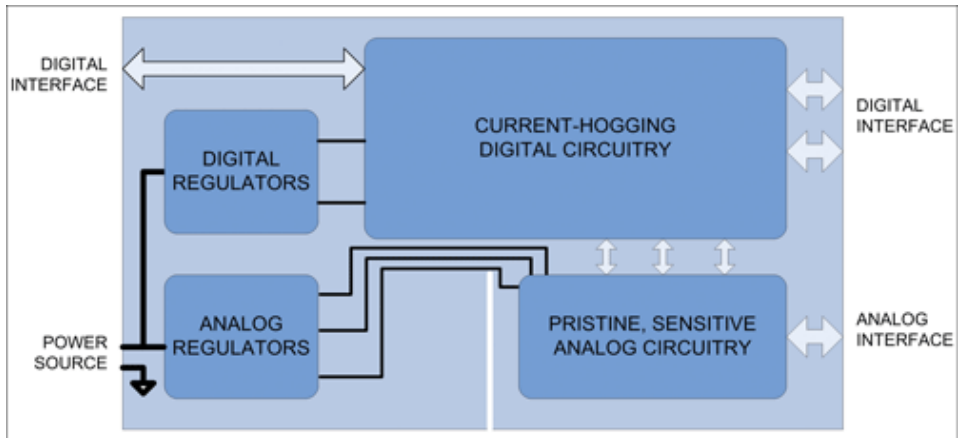 DIGITAL
INTERFACE
CURRENT-HOGGING
DIGITAL CIRCUITRY
DIGITAL
INTERFACE
DIGITAL
REGULATORS
ANALOG
REGULATORS
PRISTINE, SENSITIVE
ANALOG CIRCUITRY
ANALOG
INTERFACE
POWER
SOURCE